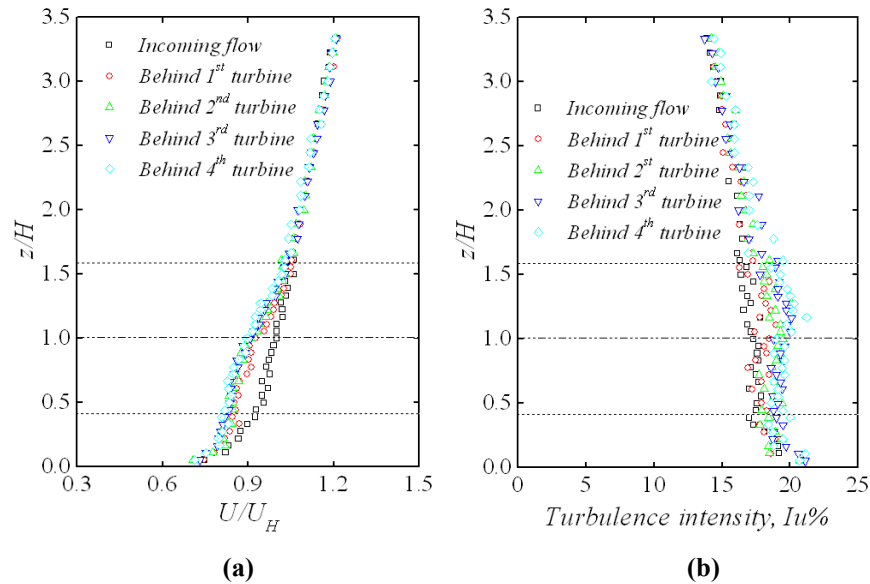 3.5
3.0
2.5
2.0
1.5
1.0
0.5
0.0
z/H
Incoming flow
Behind 1st turbine
Behind 2nd turbine
Behind 3rd turbine
Behind 4th turbine
0.3 0.6 0.9 1.2 1.5
U/UH
(a)
3.5
3.0
2.5
2.0
1.5
1.0
0.5
0.0
z/H
Incoming flow
Behind 1st turbine
Behind 2st turbine
Behind 3rd turbine
Behind 4th turbine
0 5 10 15 20 25
Turbulence intensity, Iu%
(b)